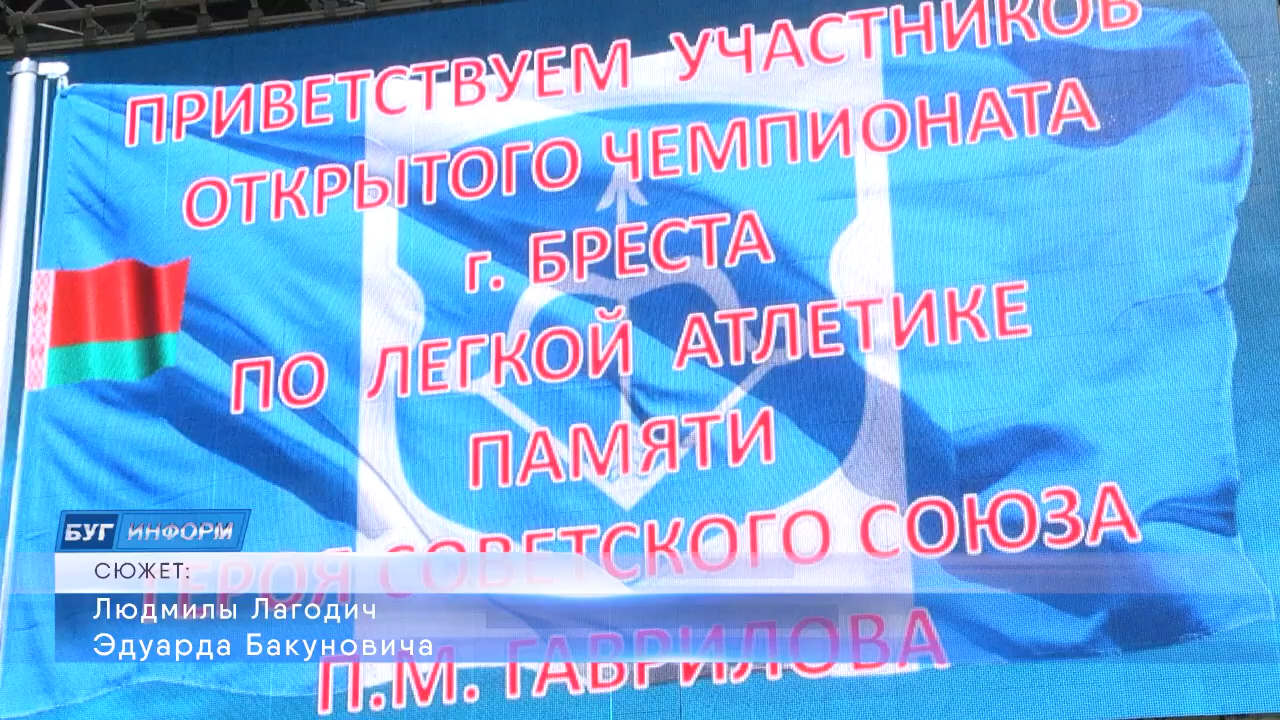 ПРИВЕТСТВУЕМ УЧАСТНИКОВ
ОТКРЫТОГО ЧЕМПИОНАТА
г. БРЕСТА
ПО ЛЕГКОЙ АТЛЕТИКЕ
ПАМЯТИ
ГЕРОЯ СОВЕТСКОГО СОЮЗА
П.М. ГАВРИЛОВА
БУГ ИНФОРМ
СЮЖЕТ:
Людмилы Лагодич
Эдуарда Бакуновича